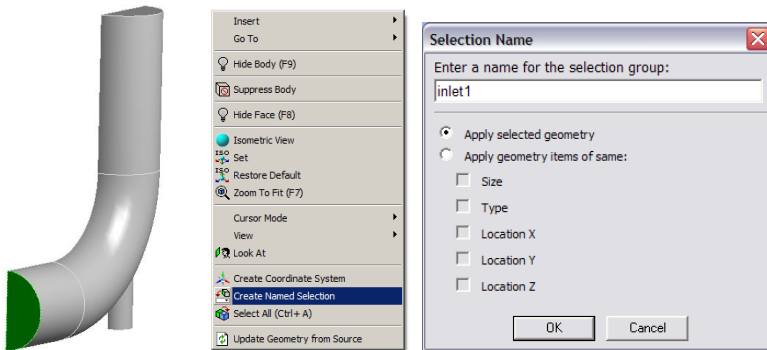 Insert
Go To
Hide Body (F9)
Suppress Body
Hide Face (F8)
Isometric View
ISO Set
ISO Restore Default
Zoom To Fit (F7)
Cursor Mode
View
Look At
Create Coordinate System
Create Named Selection
Select All (Ctrl+ A)
Update Geometry from Source
Selection Name
Enter a name for the selection group:
inlet1
Apply selected geometry
Apply geometry items of same:
Size
Type
Location X
Location Y
Location Z
OK Cancel